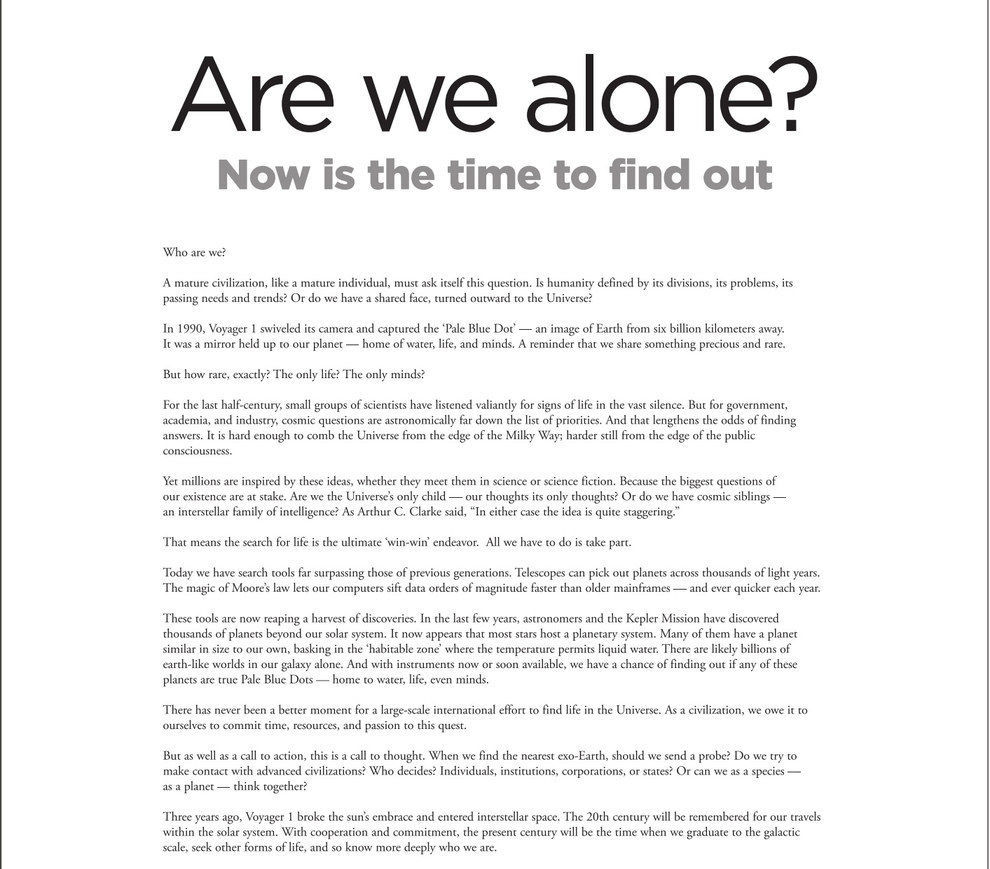 Are we alone?
Now is the time to find out
Who are we?
A mature civilization, like a mature individual, must ask itself this question. Is humanity defined by its divisions, its problems, its
passing needs and trends? Or do we have a shared face, turned outward to the Universe?
In 1990, Voyager 1 swiveled its camera and captured the ‘Pale Blue Dot’ — an image of Earth from six billion kilometers away.
It was a mirror held up to our planet — home of water, life, and minds. A reminder that we share something precious and rare.
But how rare, exactly? The only life? The only minds?
For the last half-century, small groups of scientists have listened valiantly for signs of life in the vast silence. But for government,
academia, and industry, cosmic questions are astronomically far down the list of priorities. And that lengthens the odds of finding
answers. It is hard enough to comb the Universe from the edge of the Milky Way; harder still from the edge of the public
consciousness.
Yet millions are inspired by these ideas, whether they meet them in science or science fiction. Because the biggest questions of
our existence are at stake. Are we the Universe’s only child — our thoughts its only thoughts? Or do we have cosmic siblings —
an interstellar family of intelligence? As Arthur C. Clarke said, “In either case the idea is quite staggering.”
That means the search for life is the ultimate ‘win-win’ endeavor.  All we have to do is take part.
Today we have search tools far surpassing those of previous generations. Telescopes can pick out planets across thousands of light years.
The magic of Moore’s law lets our computers sift data orders of magnitude faster than older mainframes — and ever quicker each year.
These tools are now reaping a harvest of discoveries. In the last few years, astronomers and the Kepler Mission have discovered
thousands of planets beyond our solar system. It now appears that most stars host a planetary system. Many of them have a planet
similar in size to our own, basking in the ‘habitable zone’ where the temperature permits liquid water. There are likely billions of
earth-like worlds in our galaxy alone. And with instruments now or soon available, we have a chance of finding out if any of these
planets are true Pale Blue Dots — home to water, life, even minds.
There has never been a better moment for a large-scale international effort to find life in the Universe. As a civilization, we owe it to
ourselves to commit time, resources, and passion to this quest.
But as well as a call to action, this is a call to thought. When we find the nearest exo-Earth, should we send a probe? Do we try to
make contact with advanced civilizations? Who decides? Individuals, institutions, corporations, or states? Or can we as a species —
as a planet — think together?
Three years ago, Voyager 1 broke the sun’s embrace and entered interstellar space. The 20th century will be remembered for our travels
within the solar system. With cooperation and commitment, the present century will be the time when we graduate to the galactic
scale, seek other forms of life, and so know more deeply who we are.